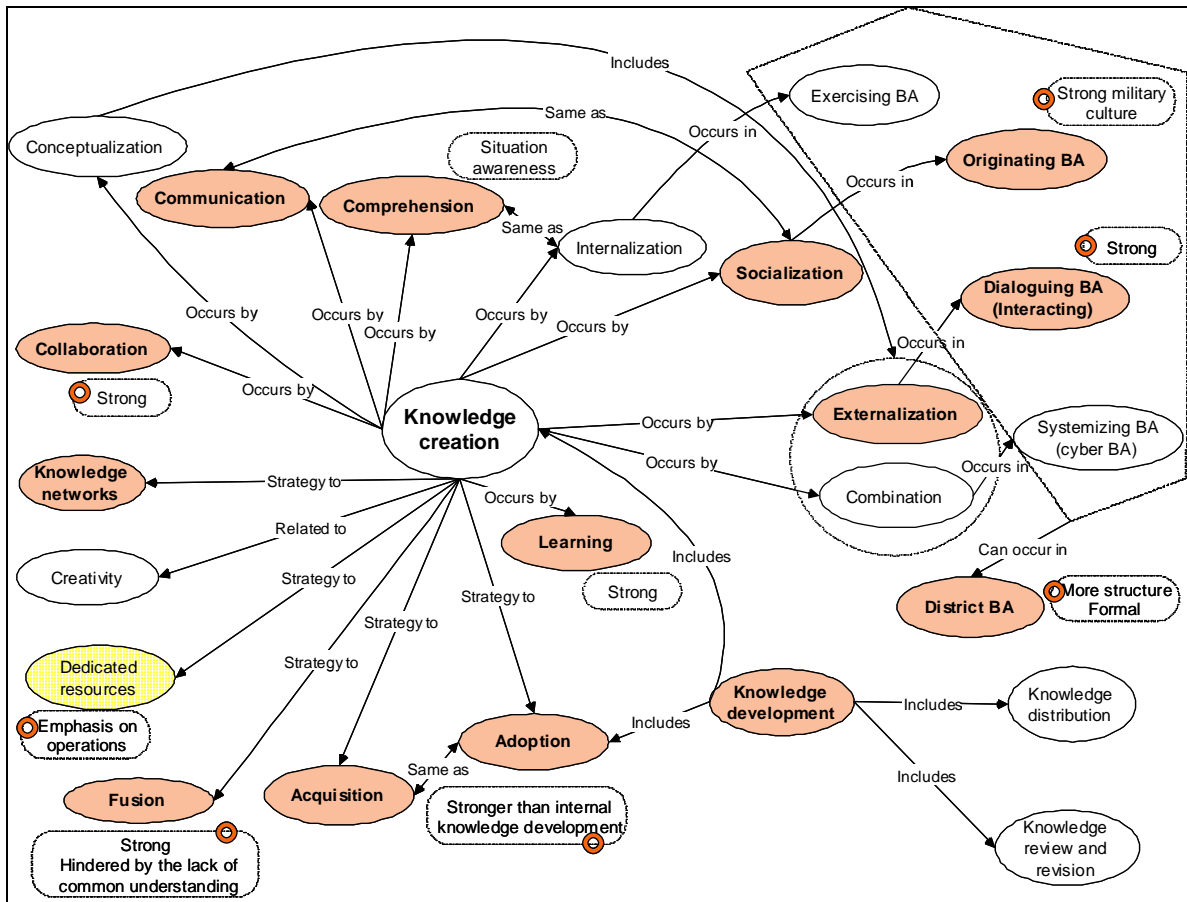 Includes
Exercising BA
Strong military
culture
Same as
Occurs in
Conceptualization
Situation
awareness
Originating BA
Communication
Comprehension
Occurs in
Same as
Internalization
Strong
Socialization
Dialoguing BA
(Interacting)
Occurs by
Occurs by
Occurs by
Occurs by
Occurs by
Occurs in
Collaboration
Occurs by
Strong
Knowledge
creation
Occurs by
Externalization
Systemizing BA
(cyber BA)
Occurs by
Occurs in
Knowledge
networks
Strategy to
Occurs by
Combination
Related to
Learning
Includes
Can occur in
Creativity
Strategy to
Strong
District BA
More structure
Formal
Strategy to
Strategy to
Dedicated
resources
Strategy to
Knowledge
development
Includes
Knowledge
distribution
Emphasis on
operations
Includes
Adoption
Same as
Includes
Fusion
Acquisition
Stronger than internal
knowledge development
Strong
Hindered by the lack of
common understanding
Knowledge
review and
revision